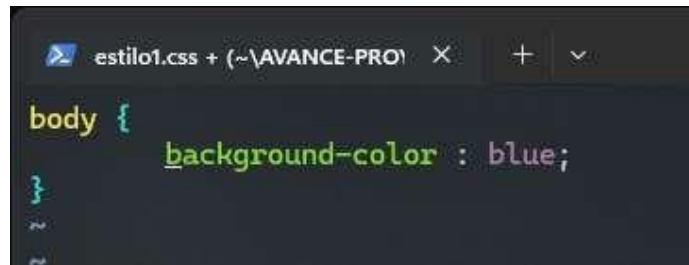 estilo1.css + (~\AVANCE-PRO
body {
background-color : blue;
}
~
~